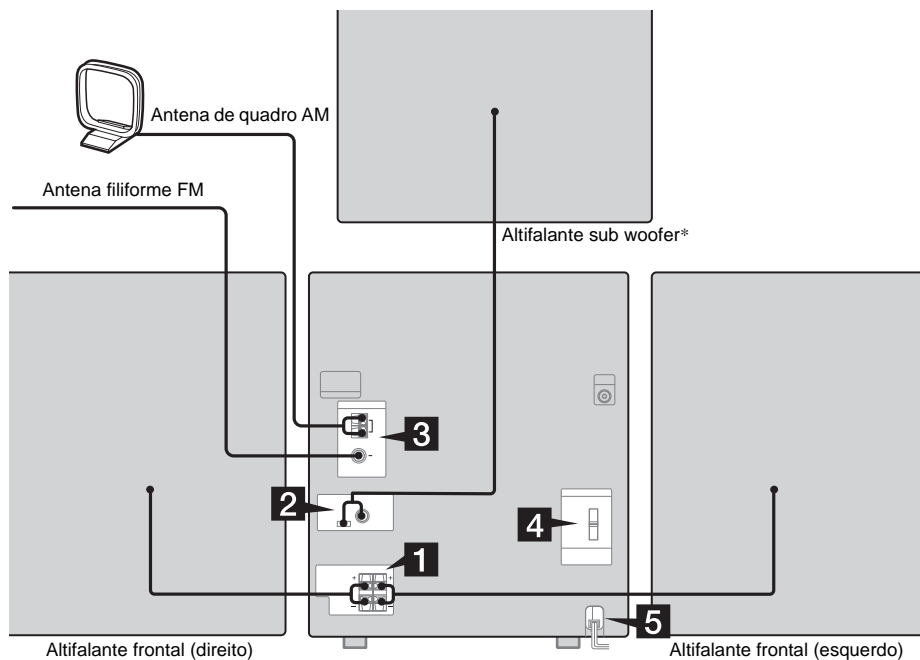 Antena de quadro AM
Antena filiforme FM
Altifalante sub woofer*
3
2
4
1
+ +
– –
5
Altifalante frontal (direito)
Altifalante frontal (esquerdo)